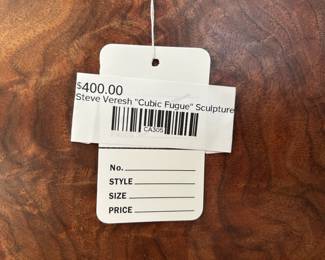 $400.00
Steve Veresh "Cubic Fugue" Sculpture
CA305
No.
STYLE
SIZE
PRICE